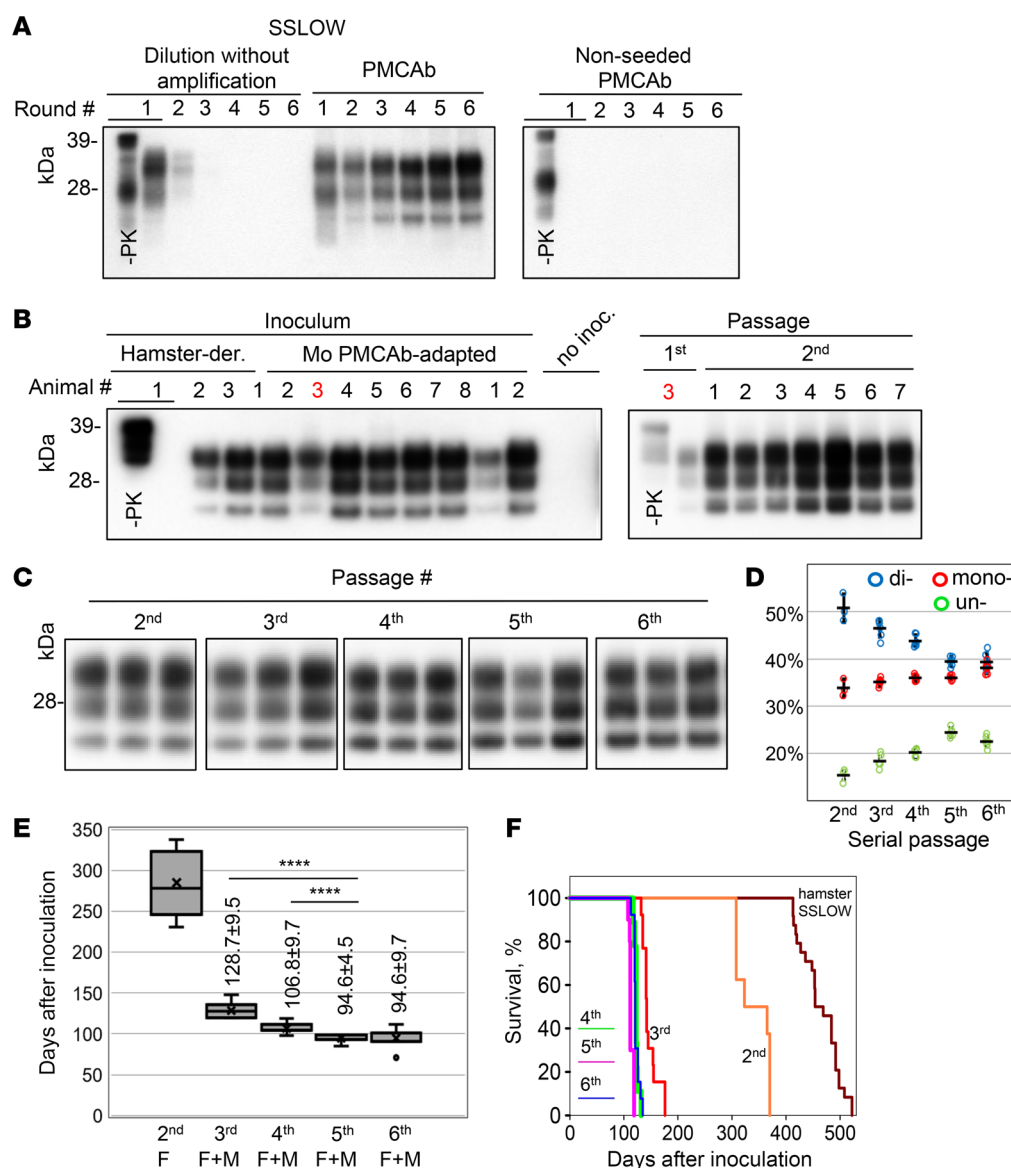 A
SSLOW
Dilution without
amplification
PMCAb
Non-seeded
PMCAb
Round # 1 2 3 4 5 6 1 2 3 4 5 6 1 2 3 4 5 6
kDa
39-
28-
-PK
-PK
B
Inoculum
no inoc.
Passage
Hamster-der. Mo PMCAb-adapted
1st 2nd
Animal # 1 2 3 1 2 3 4 5 6 7 8 1 2 3 1 2 3 4 5 6 7
kDa
39-
28-
-PK
-PK
C
Passage #
2nd 3rd 4th 5th 6th
kDa
28-
D
di- mono-
un-
50%
40%
30%
20%
2nd 3rd 4th 5th 6th
Serial passage
E
Days after inoculation
350
300
250
200
150
100
50
0
****
****
128.7±9.5
106.8±9.7
94.6±4.5
94.6±9.7
2nd 3rd 4th 5th 6th
F F+M F+M F+M F+M
F
Survival, %
100
80
60
40
20
0
hamster
SSLOW
4th
5th
6th
3rd
2nd
0 100 200 300 400 500
Days after inoculation